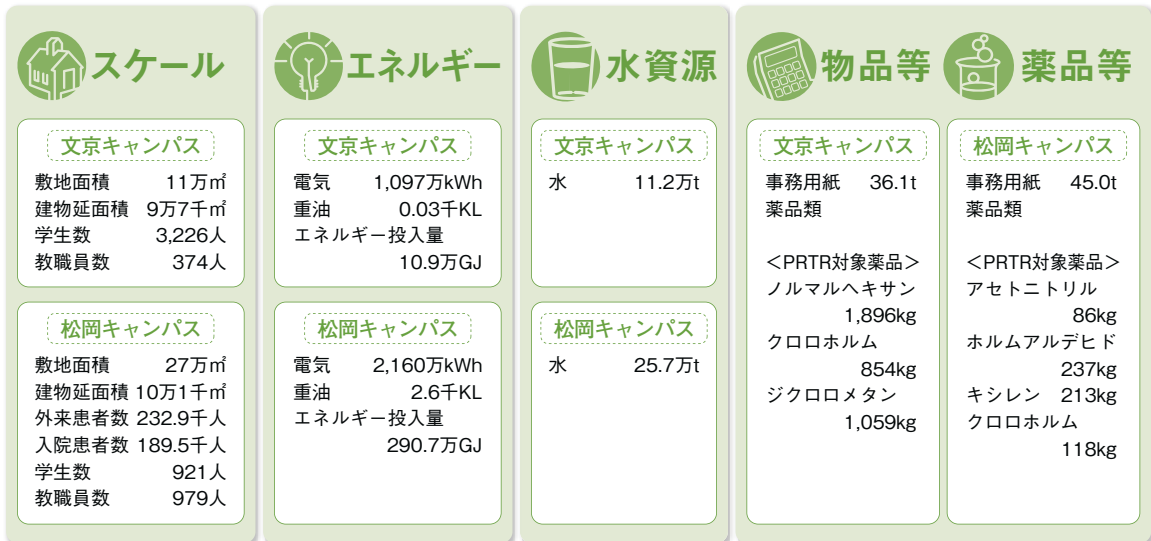 スケール
文京キャンパス
敷地面積 11万㎡
建物延面積 9万7千㎡
学生数 3,226人
教職員数 374人
松岡キャンパス
敷地面積 27万㎡
建物延面積 10万1千㎡
外来患者数 232.9千人
入院患者数 189.5千人
学生数 921人
教職員数 979人
エネルギー
文京キャンパス
電気 1,097万kWh
重油 0.03千KL
エネルギー投入量
10.9万GJ
松岡キャンパス
電気 2,160万kWh
重油 2.6千KL
エネルギー投入量
290.7万GJ
水資源
文京キャンパス
水 11.2万t
松岡キャンパス
水 25.7万t
物品等 薬品等
文京キャンパス
事務用紙 36.1t
薬品類
＜PRTR対象薬品＞
ノルマルヘキサン
1,896kg
クロロホルム
854kg
ジクロロメタン
1,059kg
松岡キャンパス
事務用紙 45.0t
薬品類
＜PRTR対象薬品＞
アセトニトリル
86kg
ホルムアルデヒド
237kg
キシレン 213kg
クロロホルム
118kg